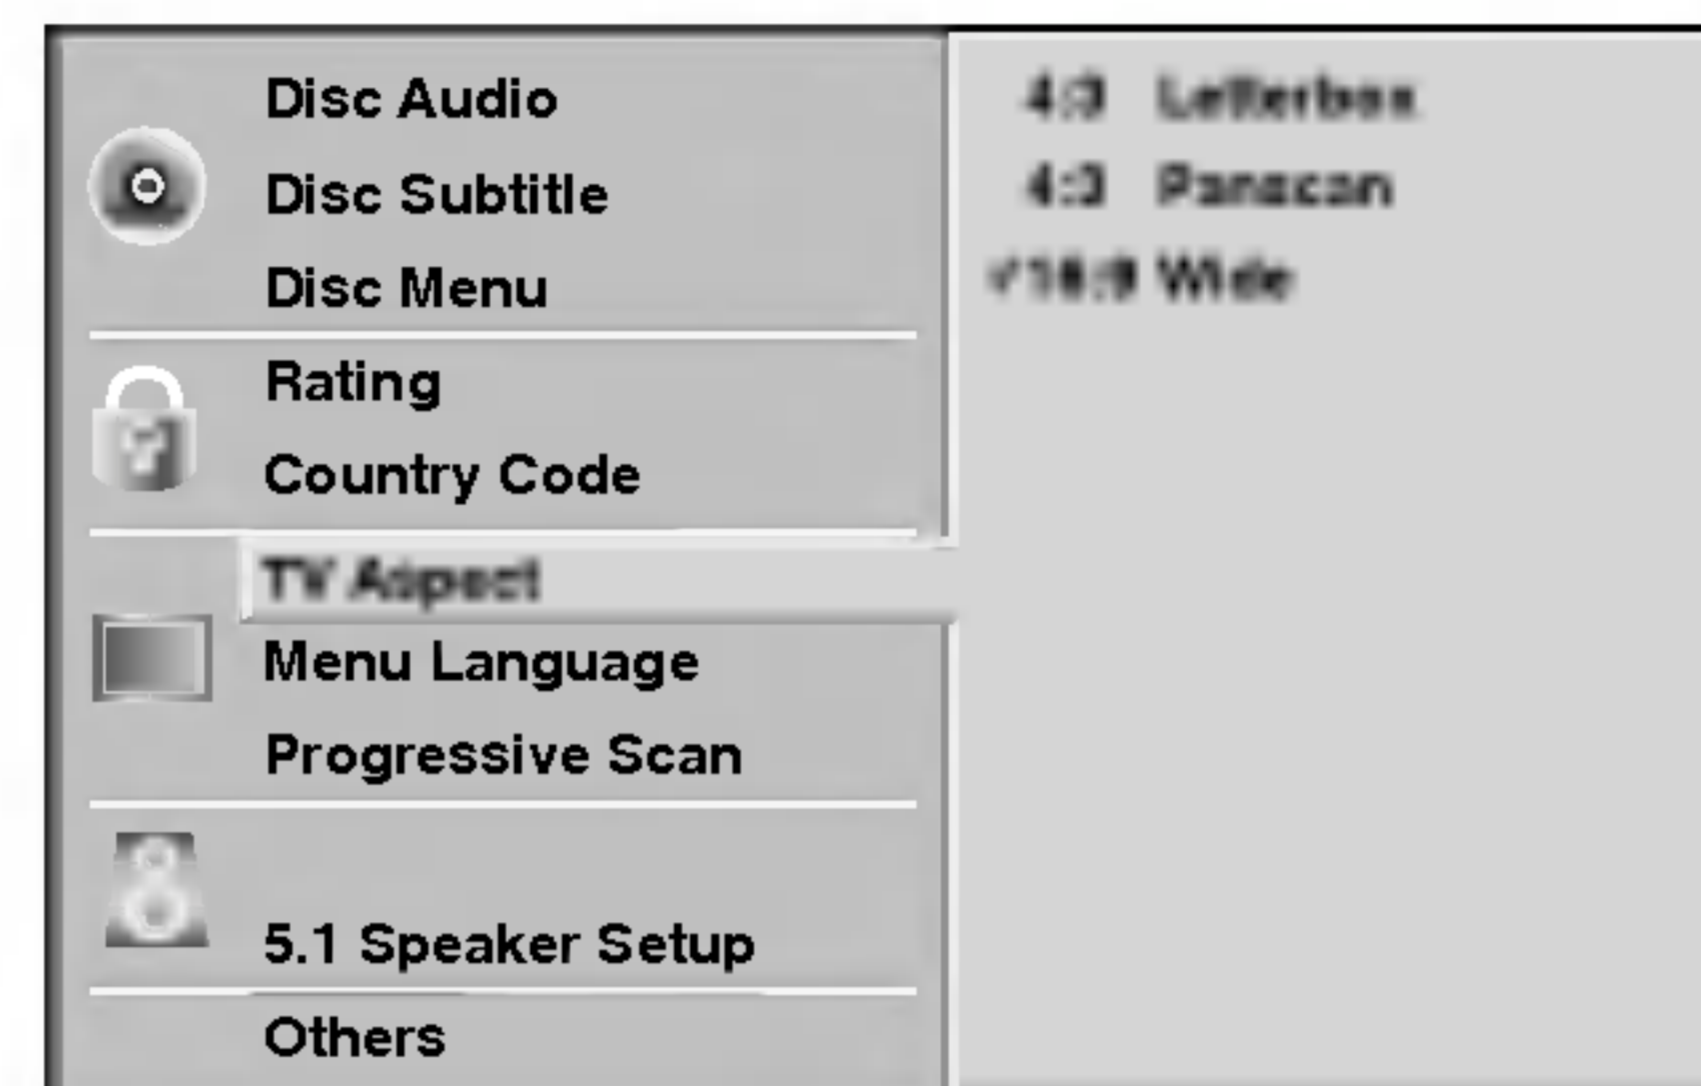 Disc Audio
Disc Subtitle
Disc Menu
Rating
Country Code
TV Aspect
Menu Language
Progressive Scan
5.1 Speaker Setup
Others
4:3 Letterbox
4:3 Panscan
✓16:9 Wide